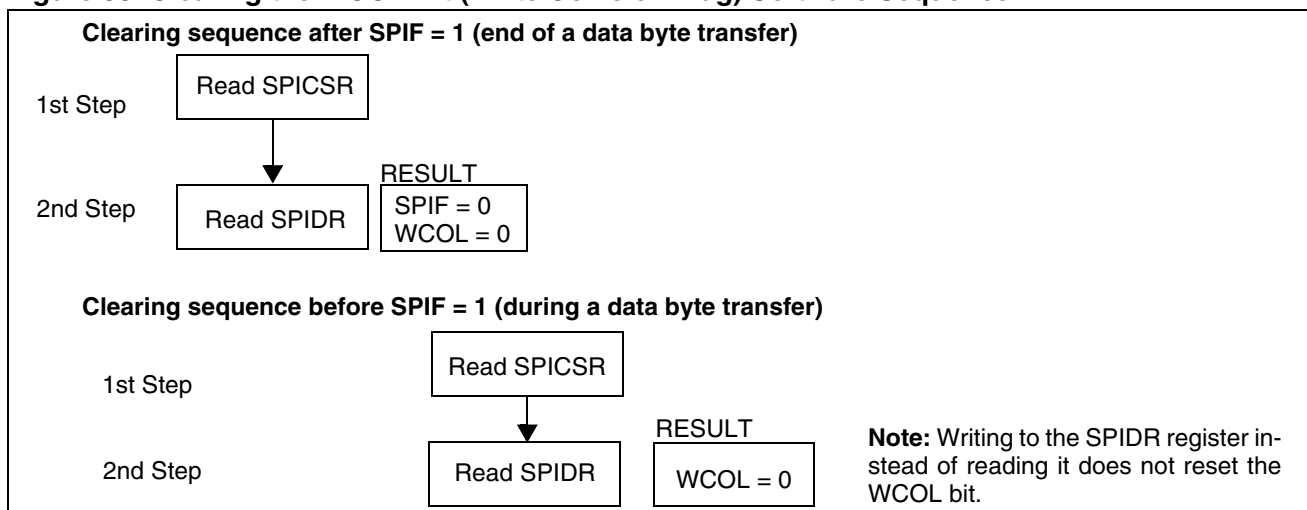 Clearing sequence after SPIF = 1 (end of a data byte transfer)
1st Step
Read SPICSR
RESULT
2nd Step
Read SPIDR
SPIF = 0
WCOL = 0
Clearing sequence before SPIF = 1 (during a data byte transfer)
1st Step
Read SPICSR
RESULT
2nd Step
Read SPIDR
WCOL = 0
Note: Writing to the SPIDR register in-
stead of reading it does not reset the
WCOL bit.